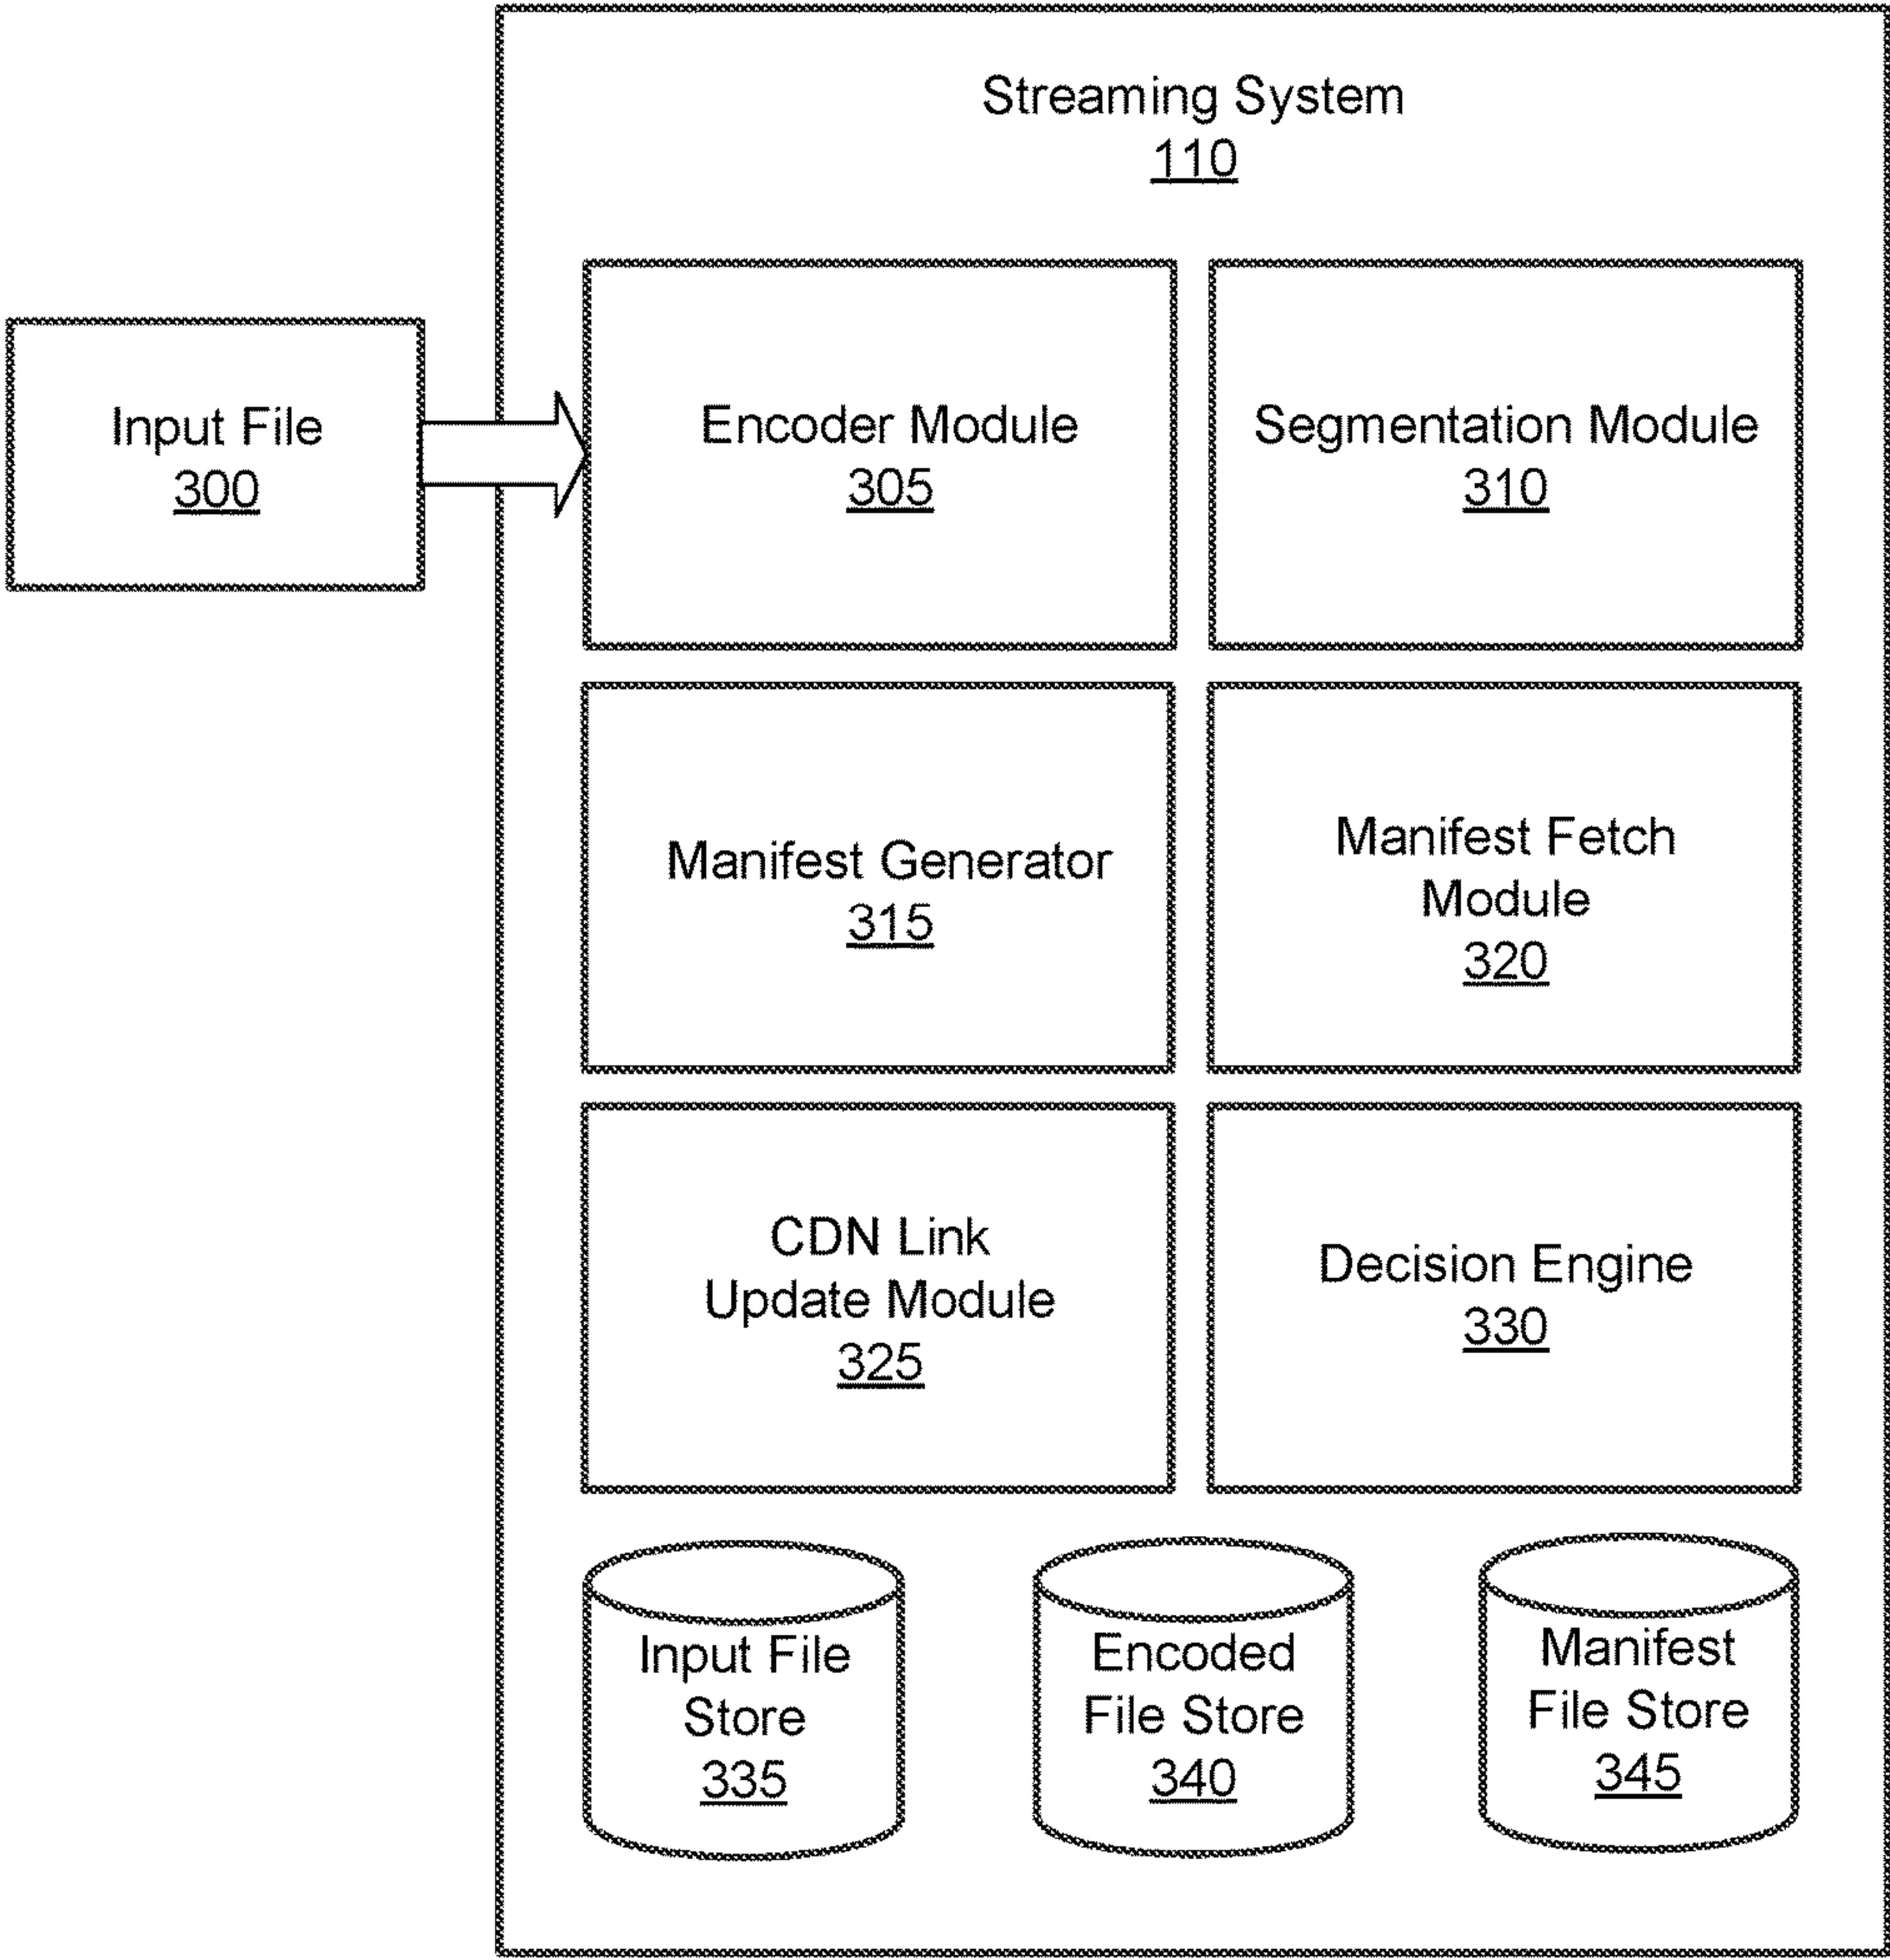 Streaming System
110
Input File
300
Encoder Module
305
Segmentation Module
310
Manifest Generator
315
Manifest Fetch
Module
320
CDN Link
Update Module
325
Decision Engine
330
Input File
Store
335
Encoded
File Store
340
Manifest
File Store
345